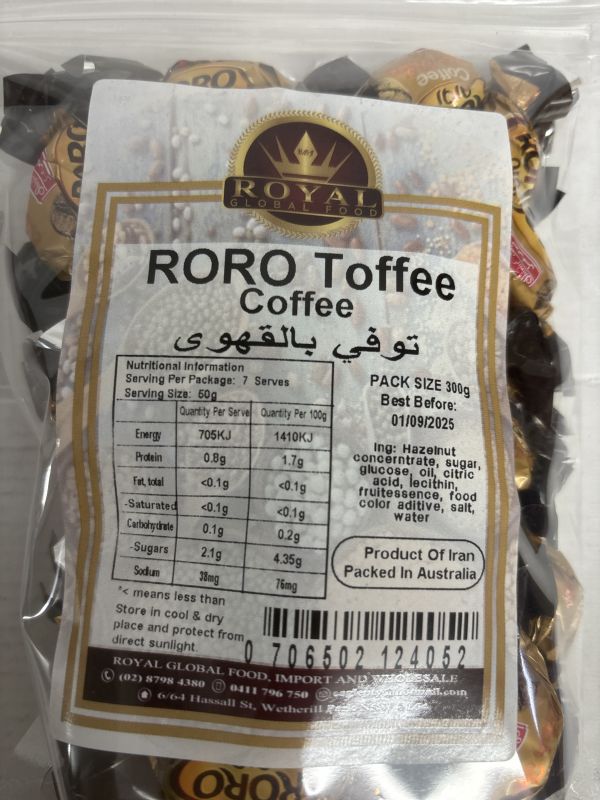 ROYAL
GLOBAL FOOD
RORO Toffee
Coffee
توفي بالقهوى
Nutritional Information
Serving Per Package: 7 Serves
Serving Size: 50g
Quantity Per Serve Quantity Per 100g
Energy 705KJ 1410KJ
Protein 0.8g 1.7g
Fat, total <0.1g <0.1g
-Saturated <0.1g <0.1g
Carbohydrate 0.1g 0.2g
-Sugars 2.1g 4.35g
Sodium 38mg 76mg
*< means less than
Store in cool & dry
place and protect from
direct sunlight.
PACK SIZE 300g
Best Before:
01/09/2025
Ing: Hazelnut
concerntrate, sugar,
glucose, oil, citric
acid, lecithin,
fruitessence, food
color aditive, salt,
water
Product Of Iran
Packed In Australia
0 706502 124052
ROYAL GLOBAL FOOD, IMPORT AND WHOLESALE
(02) 8798 4380 0411 796 750
6/64 Hassall St, Wetherill
Coffee
RORO